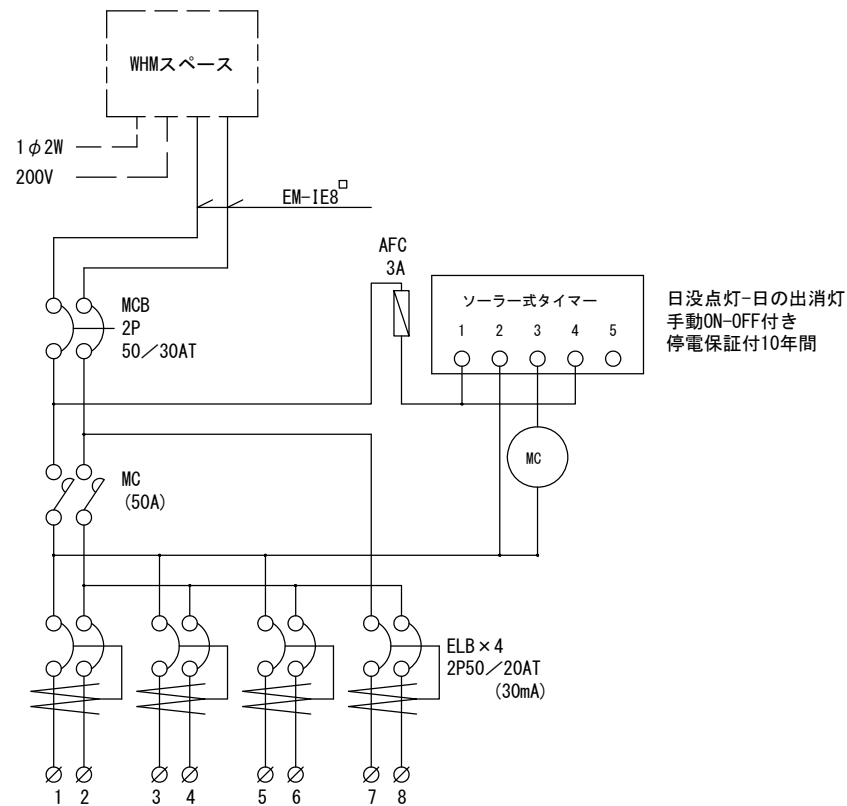 WHMスペース
1φ2W
200V
EM-IE8□
AFC
3A
MCB
2P
50／30AT
ソーラー式タイマー
1 2 3 4 5
日没点灯-日の出消灯
手動ON-OFF付き
停電保証付10年間
MC
MC
(50A)
ELB×4
2P50／20AT
(30mA)
1 2 3 4 5 6 7 8